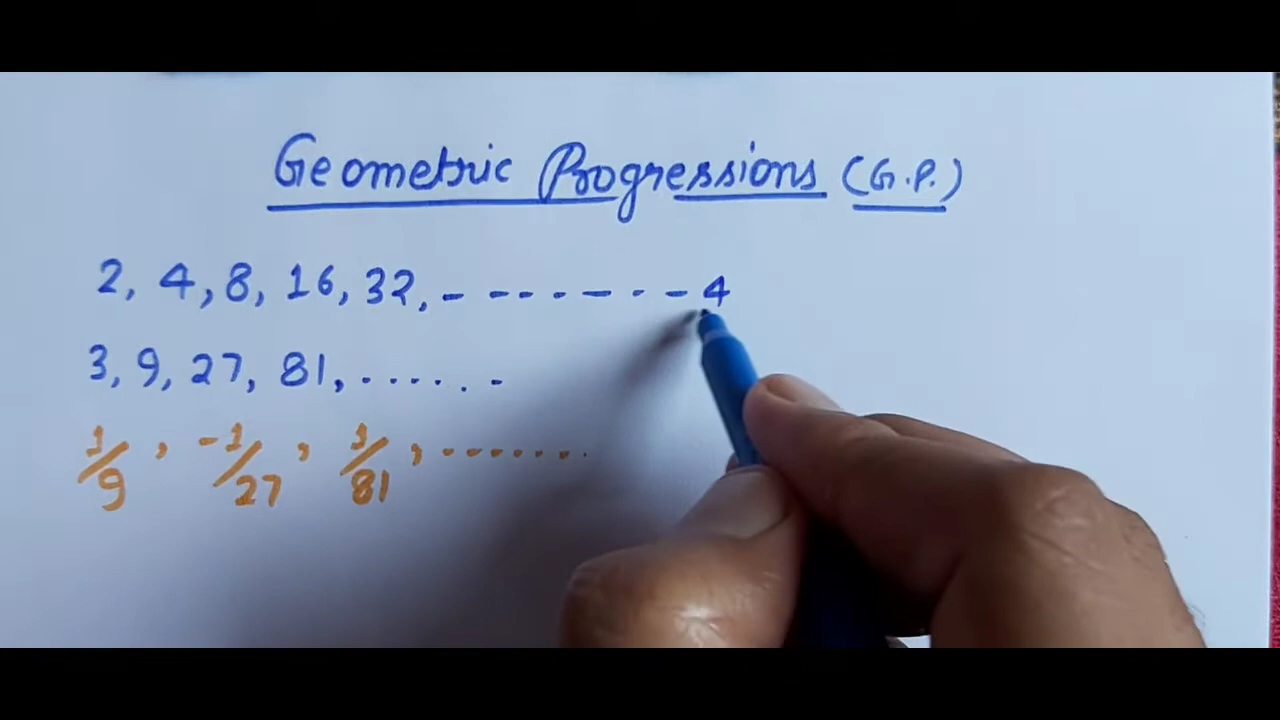 Geometric Progressions (G.P.)
2, 4, 8, 16, 32, - - - - - - - 4
3, 9, 27, 81, . . . . . -
1/9, -1/27, 1/81, - - - - - - -